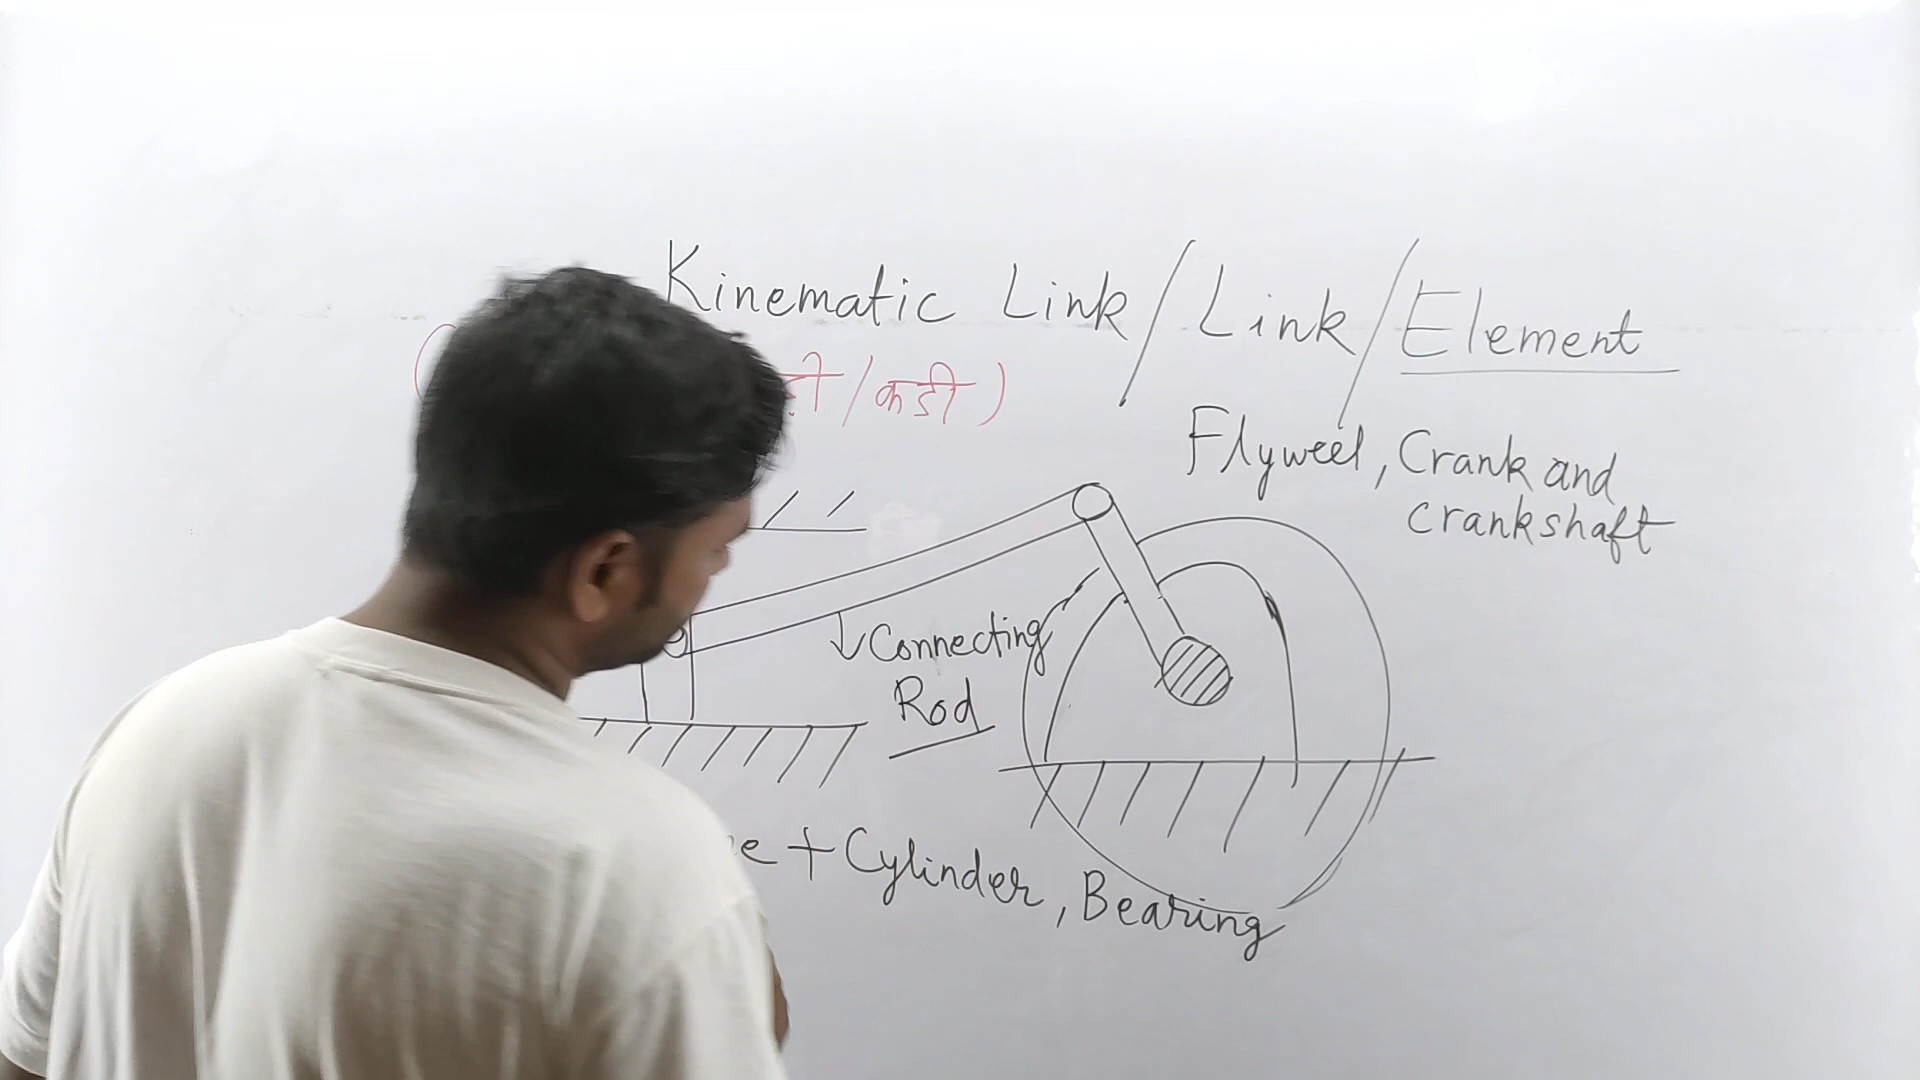 Kinematic Link / Link / Element
/ कडी )
Flyweel, Crank and
crankshaft
Connecting
Rod
+ Cylinder, Bearing